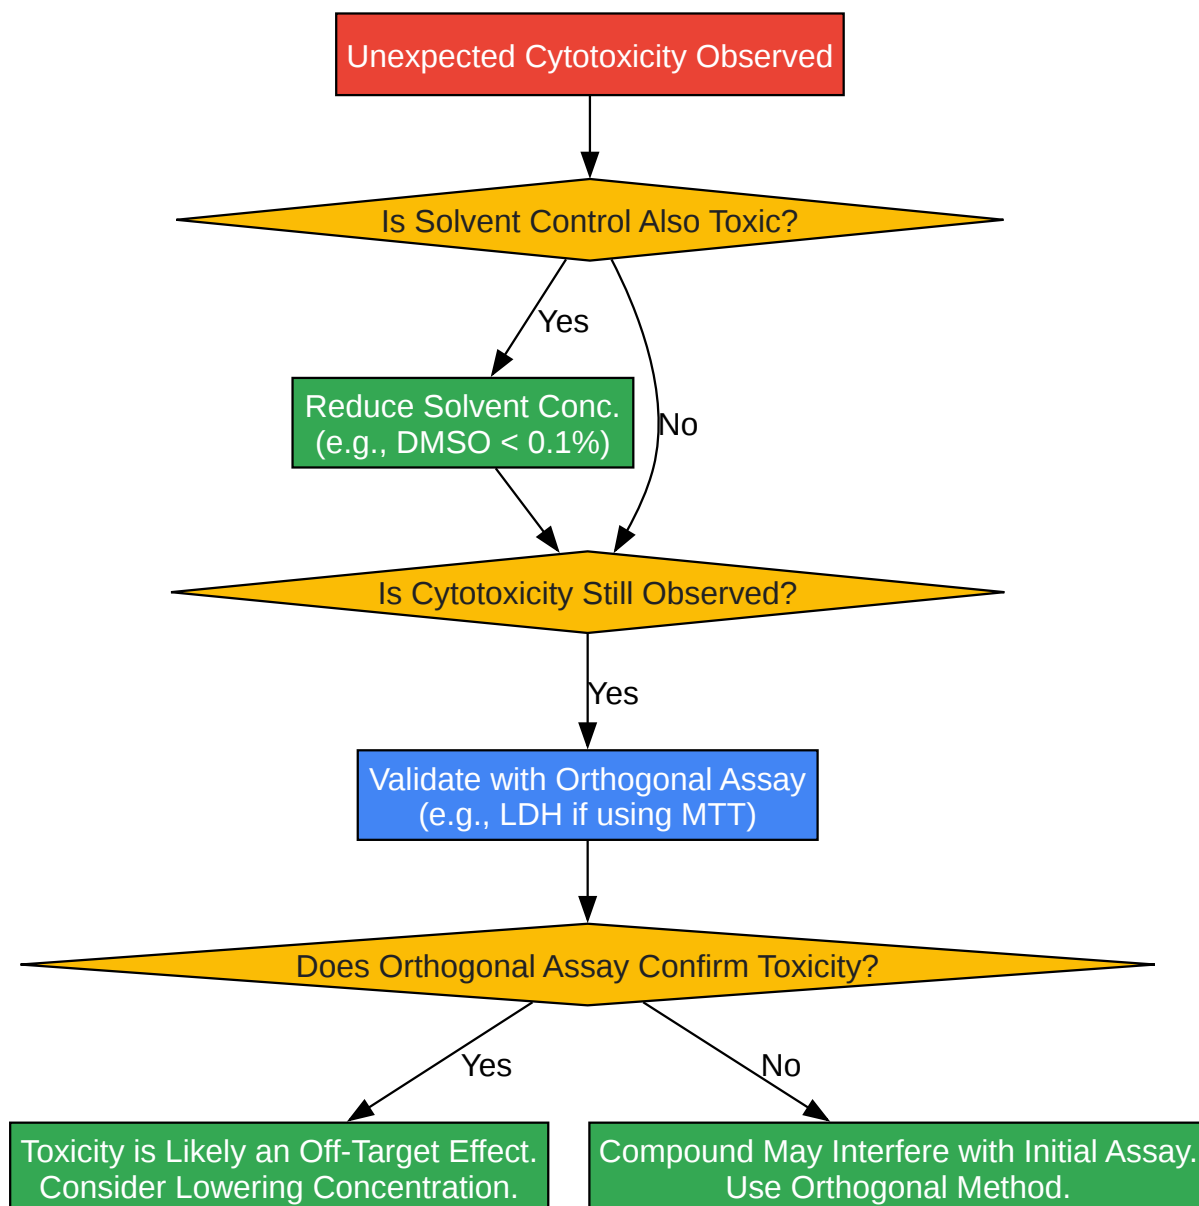 Unexpected Cytotoxicity Observed
Is Solvent Control Also Toxic?
Yes
Reduce Solvent Conc.
(e.g., DMSO < 0.1%)
No
Is Cytotoxicity Still Observed?
Yes
Validate with Orthogonal Assay
(e.g., LDH if using MTT)
Does Orthogonal Assay Confirm Toxicity?
Yes
No
Toxicity is Likely an Off-Target Effect.
Consider Lowering Concentration.
Compound May Interfere with Initial Assay.
Use Orthogonal Method.